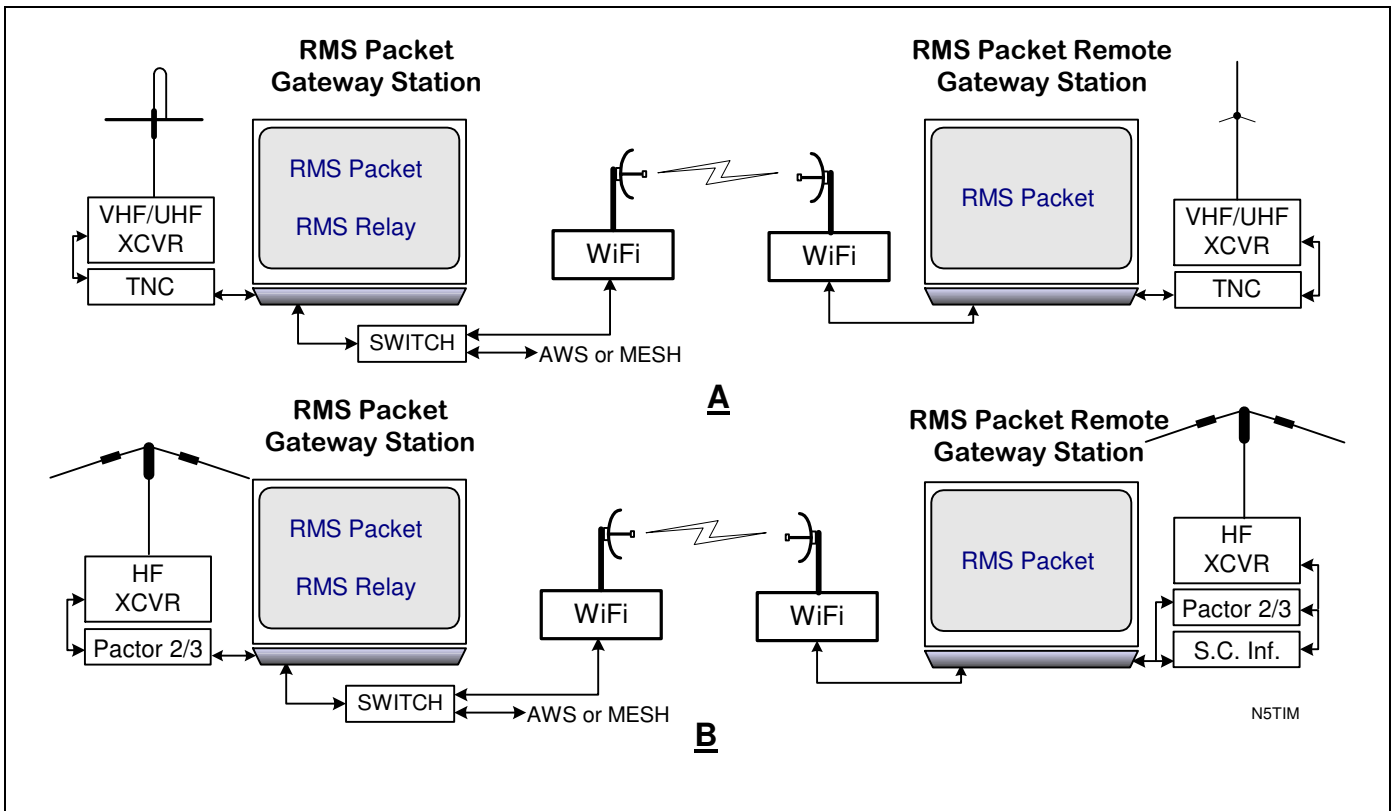 RMS Packet
Gateway Station
RMS Packet Remote
Gateway Station
RMS Packet
RMS Relay
RMS Packet
VHF/UHF
XCVR
TNC
WiFi
WiFi
VHF/UHF
XCVR
TNC
SWITCH
AWS or MESH
A
RMS Packet
Gateway Station
RMS Packet Remote
Gateway Station
RMS Packet
RMS Relay
RMS Packet
HF
XCVR
Pactor 2/3
WiFi
WiFi
HF
XCVR
Pactor 2/3
S.C. Inf.
SWITCH
AWS or MESH
N5TIM
B